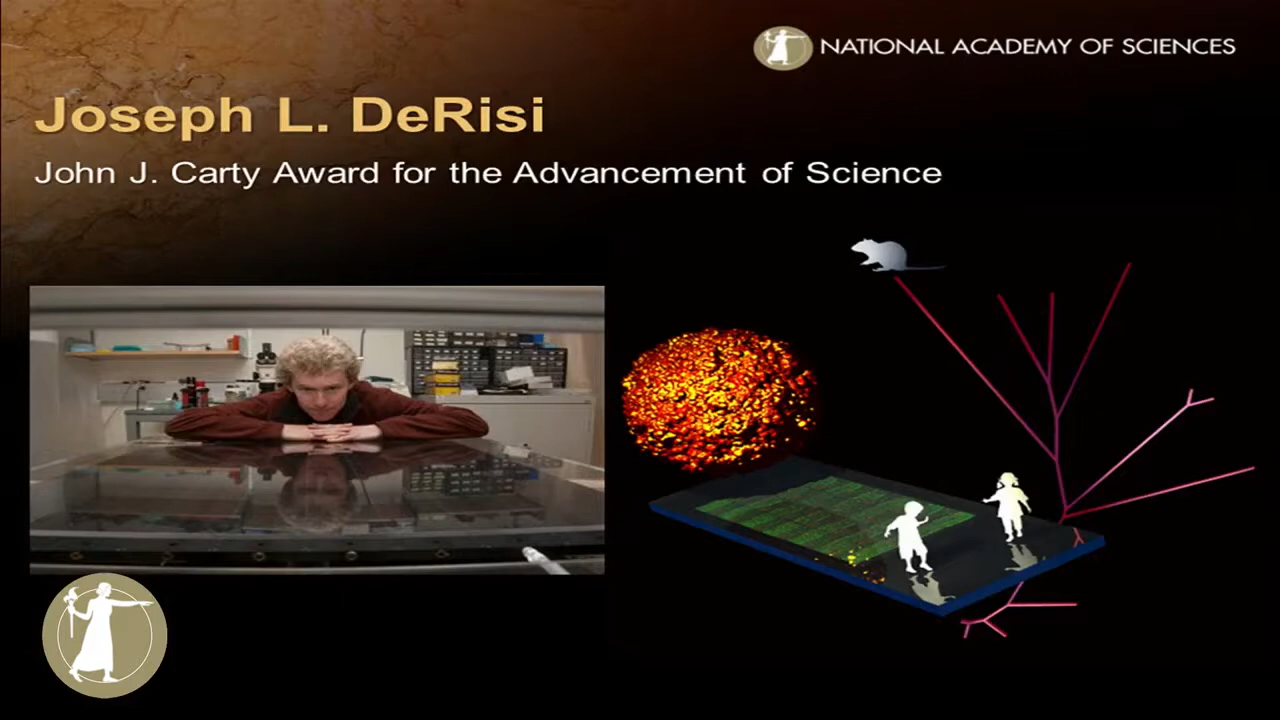 NATIONAL ACADEMY OF SCIENCES
Joseph L. DeRisi
John J. Carty Award for the Advancement of Science